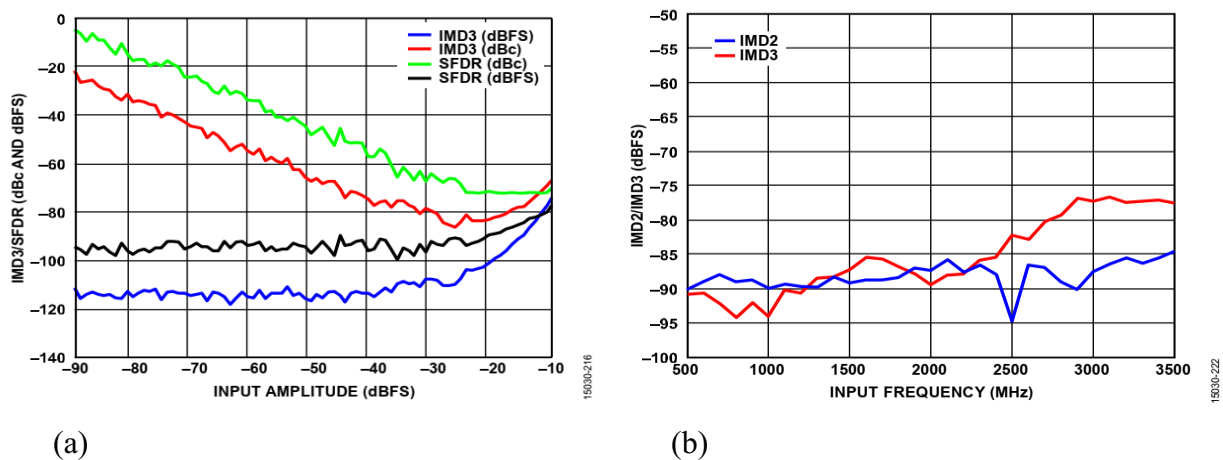 IMD3/SFDR (dBc AND dBFS)
0
–20
–40
–60
–80
–100
–120
–140
IMD3 (dBFS)
IMD3 (dBc)
SFDR (dBc)
SFDR (dBFS)
–90 –80 –70 –60 –50 –40 –30 –20 –10
INPUT AMPLITUDE (dBFS)
15030-216
(a)
IMD2/IMD3 (dBFS)
–50
–55
–60
–65
–70
–75
–80
–85
–90
–95
–100
IMD2
IMD3
500 1000 1500 2000 2500 3000 3500
INPUT FREQUENCY (MHz)
15030-222
(b)